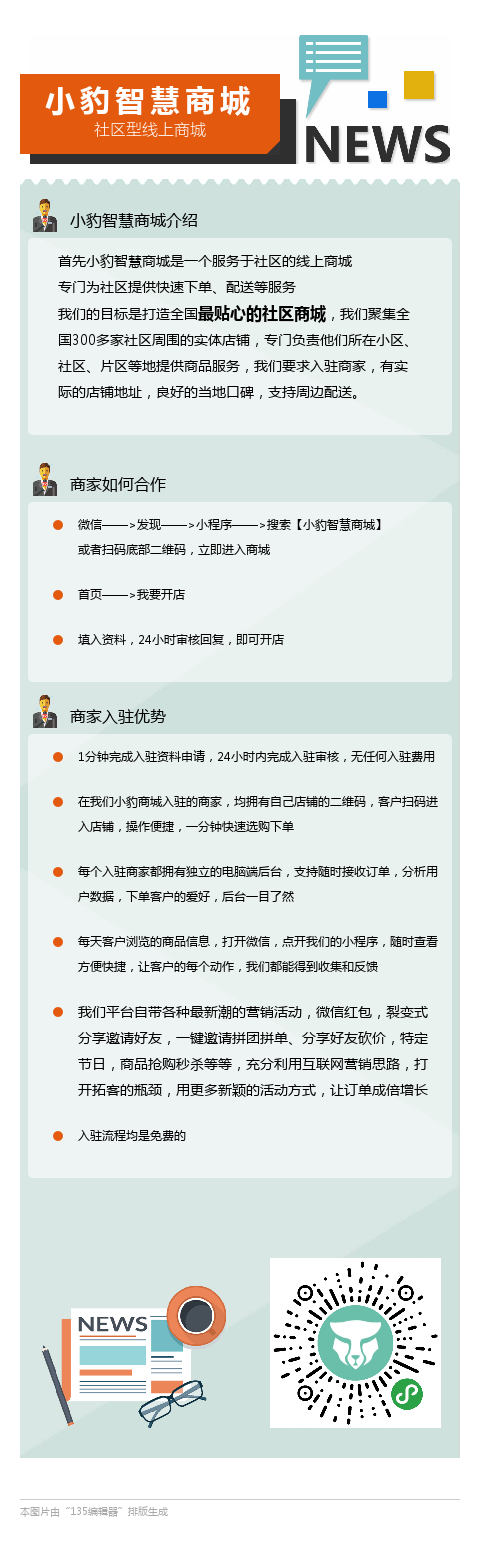 小豹智慧商城
社区型线上商城
NEWS
小豹智慧商城介绍
首先小豹智慧商城是一个服务于社区的线上商城
专门为社区提供快速下单、配送等服务
我们的目标是打造全国最贴心的社区商城，我们聚集全
国300多家社区周围的实体店铺，专门负责他们所在小区、
社区、片区等地提供商品服务，我们要求入驻商家，有实
际的店铺地址，良好的当地口碑，支持周边配送。
商家如何合作
微信——>发现——>小程序——>搜索【小豹智慧商城】
或者扫码底部二维码，立即进入商城
首页——>我要开店
填入资料，24小时审核回复，即可开店
商家入驻优势
1分钟完成入驻资料申请，24小时内完成入驻审核，无任何入驻费用
在我们小豹商城入驻的商家，均拥有自己店铺的二维码，客户扫码进
入店铺，操作便捷，一分钟快速选购下单
每个入驻商家都拥有独立的电脑端后台，支持随时接收订单，分析用
户数据，下单客户的爱好，后台一目了然
每天客户浏览的商品信息，打开微信，点开我们的小程序，随时查看
方便快捷，让客户的每个动作，我们都能得到收集和反馈
我们平台自带各种最新潮的营销活动，微信红包，裂变式
分享邀请好友，一键邀请拼团拼单、分享好友砍价，特定
节日，商品抢购秒杀等等，充分利用互联网营销思路，打
开拓客的瓶颈，用更多新颖的活动方式，让订单成倍增长
入驻流程均是免费的
NEWS
本图片由“135编辑器”排版生成